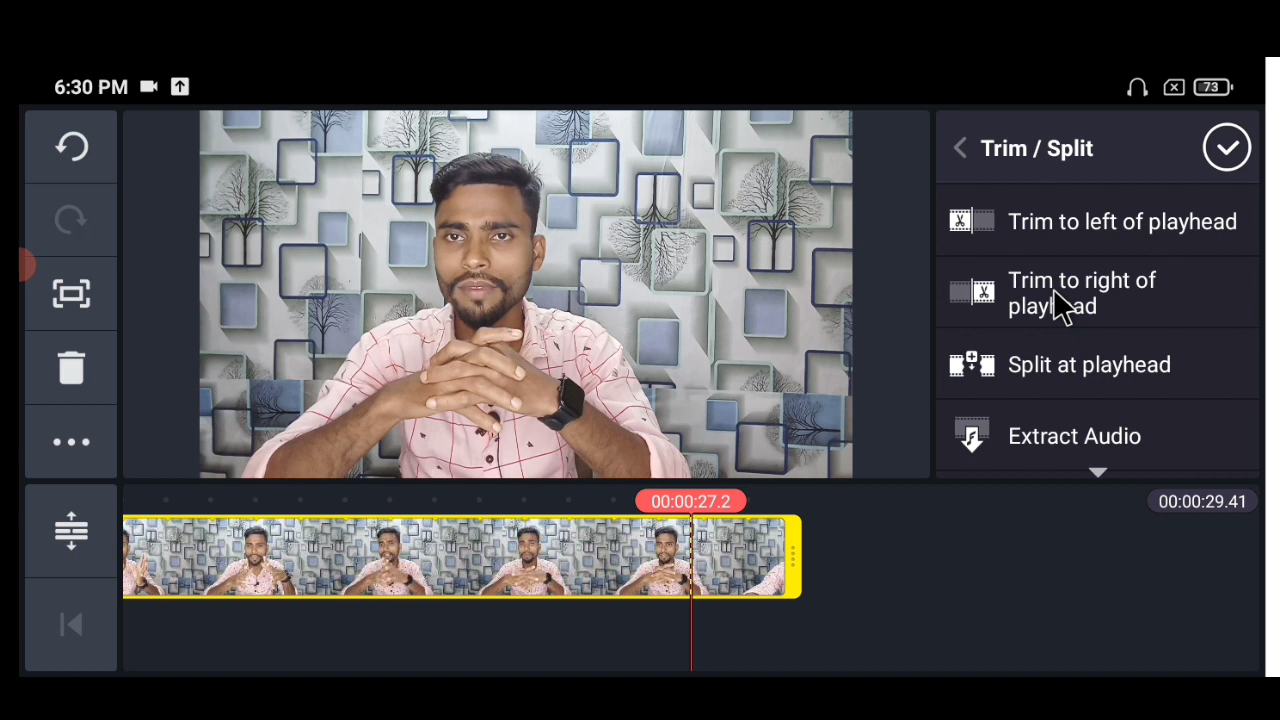 6:30 PM
73
Trim / Split
Trim to left of playhead
Trim to right of
playhead
Split at playhead
Extract Audio
00:00:27.2
00:00:29.41